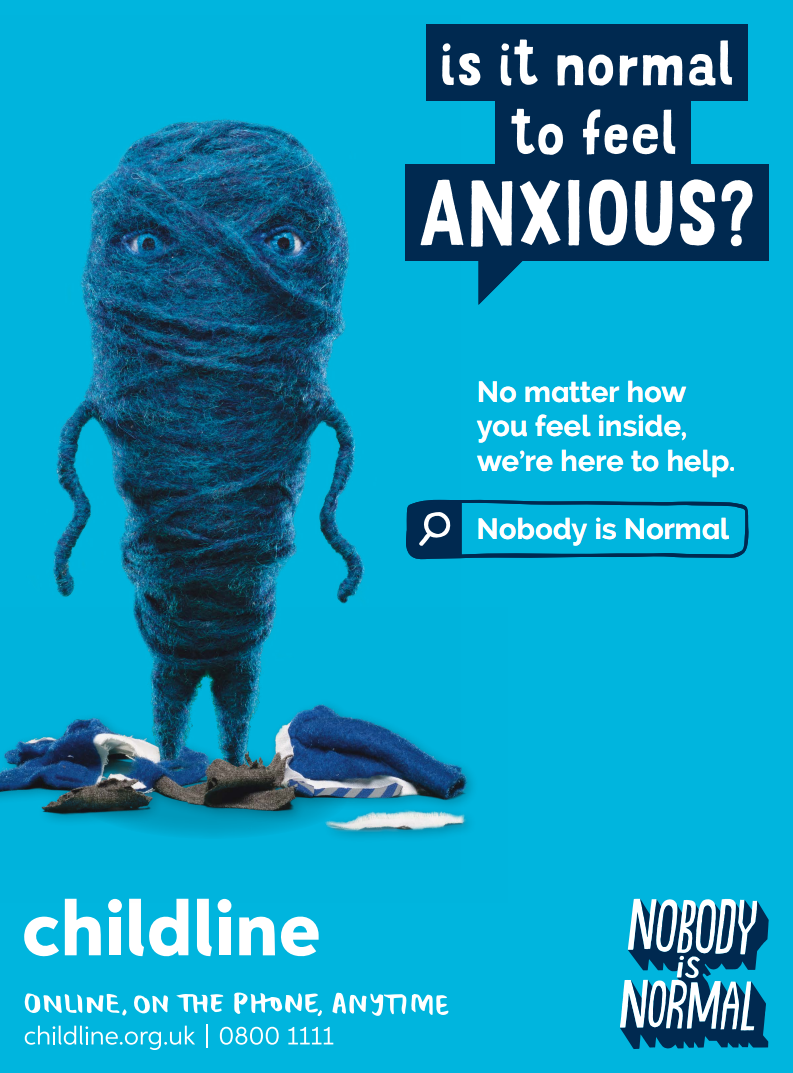 is it normal
to feel
ANXIOUS?
No matter how
you feel inside,
we're here to help.
Nobody is Normal
childline
ONLINE, ON THE PHONE, ANYTIME
childline.org.uk | 0800 1111
NOBODY
is
NORMAL